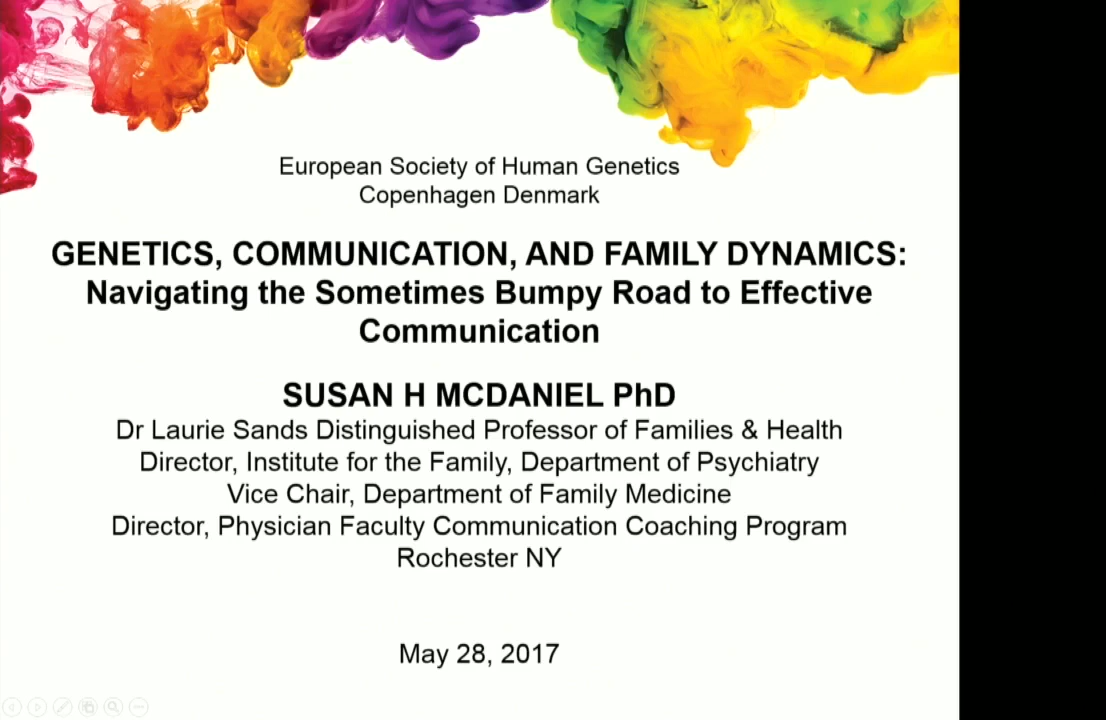 European Society of Human Genetics
Copenhagen Denmark
GENETICS, COMMUNICATION, AND FAMILY DYNAMICS:
Navigating the Sometimes Bumpy Road to Effective
Communication
SUSAN H MCDANIEL PhD
Dr Laurie Sands Distinguished Professor of Families & Health
Director, Institute for the Family, Department of Psychiatry
Vice Chair, Department of Family Medicine
Director, Physician Faculty Communication Coaching Program
Rochester NY
May 28, 2017